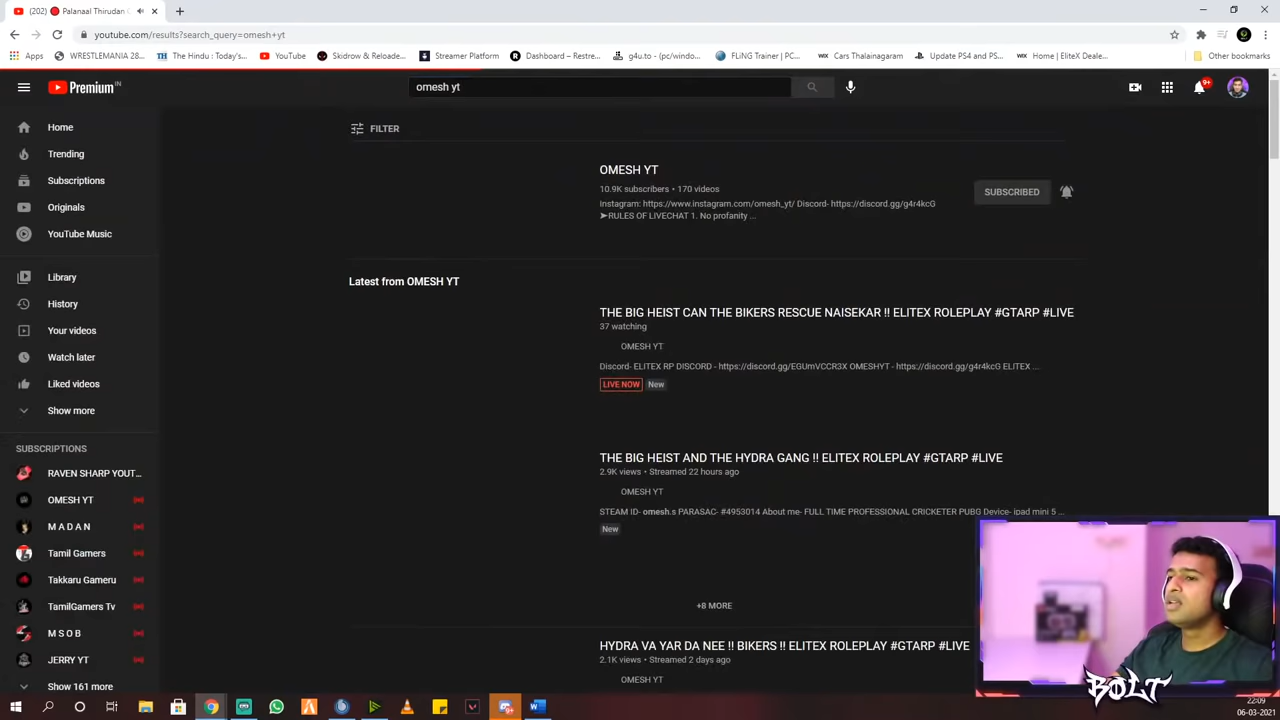 (202) 🔴 Palanaal Thirudan
youtube.com/results?search_query=omesh+yt
Apps
WRESTLEMANIA 28...
The Hindu : Today's...
YouTube
Skidrow & Reloade...
Streamer Platform
Dashboard – Restre...
g4u.to - (pc/windo...
FLiNG Trainer | PC...
Cars Thalainagaram
Update PS4 and PS...
Home | EliteX Deale...
Other bookmarks
Premium IN
omesh yt
9+
Home
Trending
Subscriptions
Originals
YouTube Music
Library
History
Your videos
Watch later
Liked videos
Show more
SUBSCRIPTIONS
RAVEN SHARP YOUT...
OMESH YT
M A D A N
Tamil Gamers
Takkaru Gameru
TamilGamers Tv
M S O B
JERRY YT
Show 161 more
FILTER
OMESH YT
10.9K subscribers • 170 videos
Instagram: https://www.instagram.com/omesh_yt/ Discord- https://discord.gg/g4r4kcG
➤RULES OF LIVECHAT 1. No profanity ...
SUBSCRIBED
Latest from OMESH YT
THE BIG HEIST CAN THE BIKERS RESCUE NAISEKAR !! ELITEX ROLEPLAY #GTARP #LIVE
37 watching
OMESH YT
Discord- ELITEX RP DISCORD - https://discord.gg/EGUmVCCR3X OMESHYT - https://discord.gg/g4r4kcG ELITEX ...
LIVE NOW New
THE BIG HEIST AND THE HYDRA GANG !! ELITEX ROLEPLAY #GTARP #LIVE
2.9K views • Streamed 22 hours ago
OMESH YT
STEAM ID- omesh.s PARASAC- #4953014 About me- FULL TIME PROFESSIONAL CRICKETER PUBG Device- ipad mini 5 ...
New
+8 MORE
HYDRA VA YAR DA NEE !! BIKERS !! ELITEX ROLEPLAY #GTARP #LIVE
2.1K views • Streamed 2 days ago
OMESH YT
BOLT
22:09
06-03-2021